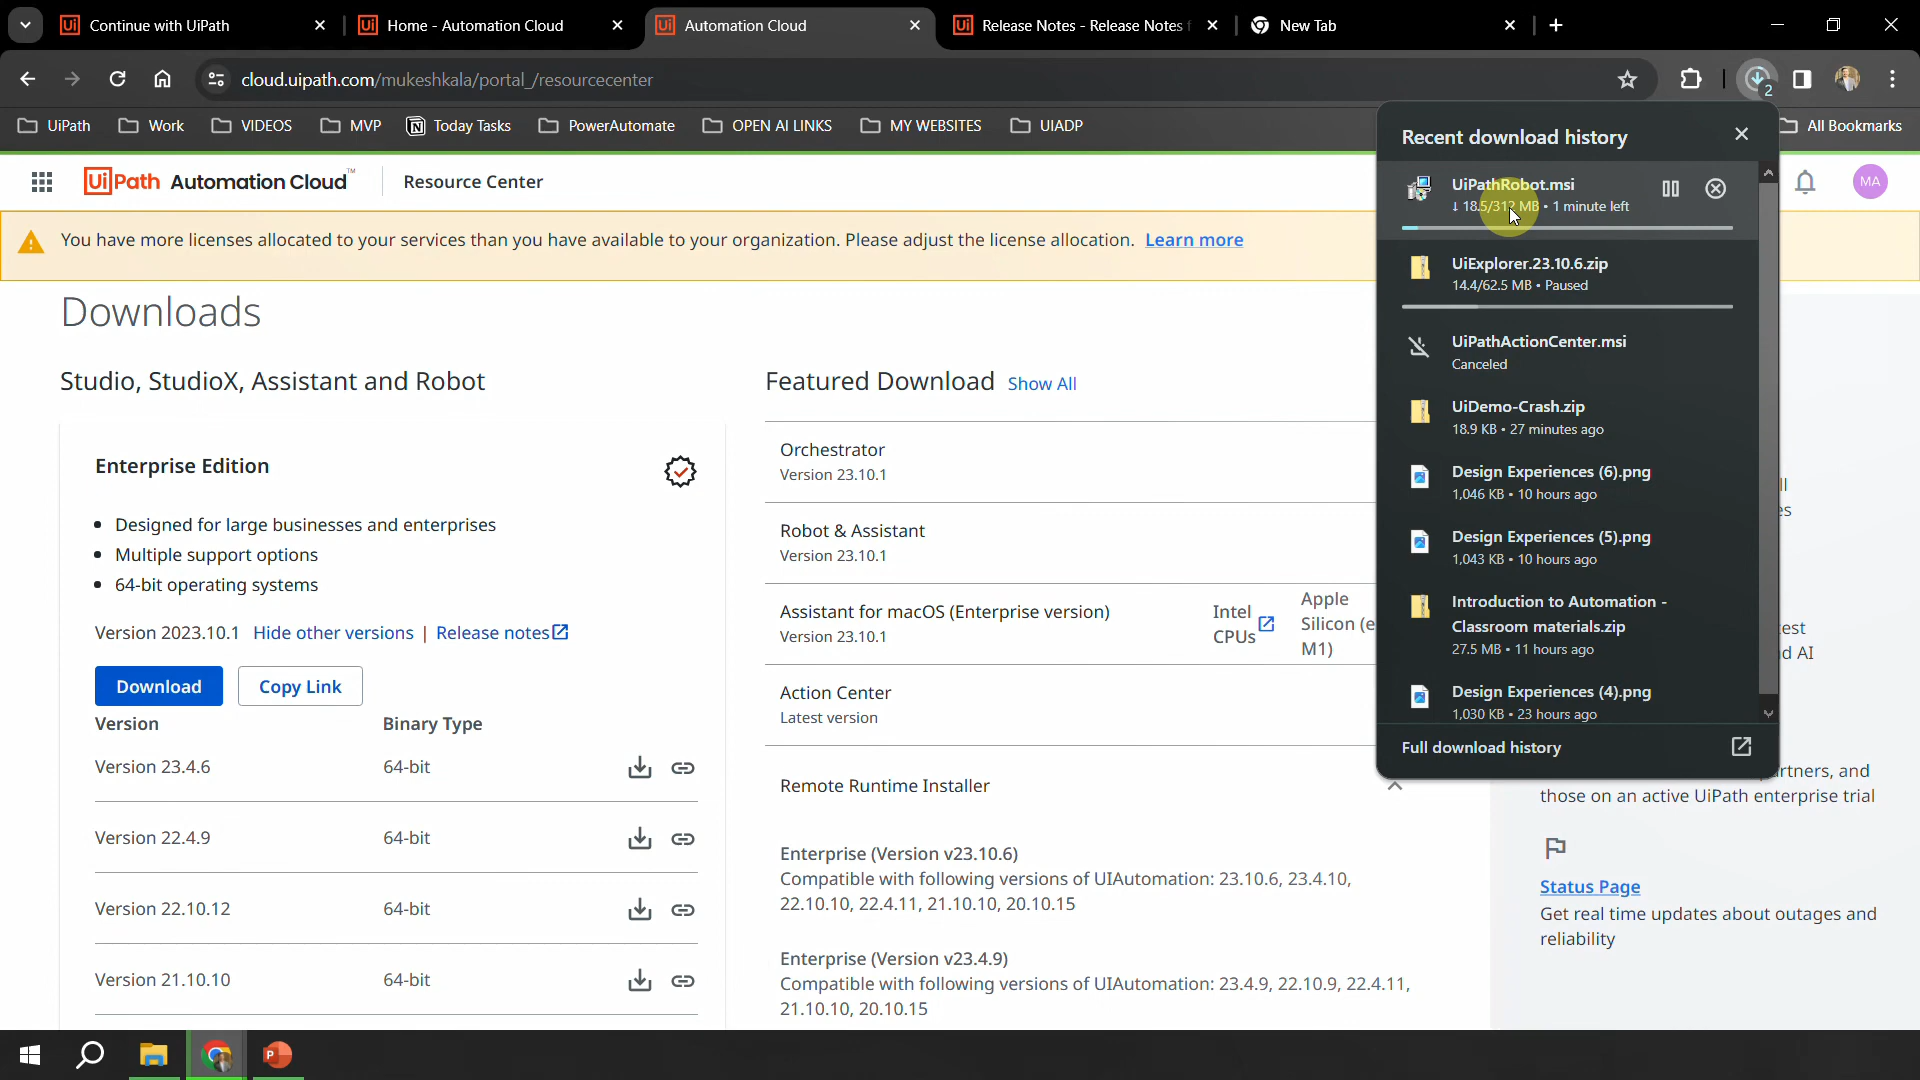 Continue with UiPath
Home - Automation Cloud
Automation Cloud
Release Notes - Release Notes
New Tab
cloud.uipath.com/mukeshkala/portal_/resourcecenter
2
UiPath
Work
VIDEOS
MVP
Today Tasks
PowerAutomate
OPEN AI LINKS
MY WEBSITES
UIADP
All Bookmarks
UiPath Automation Cloud™
Resource Center
MA
You have more licenses allocated to your services than you have available to your organization. Please adjust the license allocation. Learn more
Downloads
Studio, StudioX, Assistant and Robot
Enterprise Edition
• Designed for large businesses and enterprises
• Multiple support options
• 64-bit operating systems
Version 2023.10.1 Hide other versions | Release notes
Download
Copy Link
Version Binary Type
Version 23.4.6 64-bit
Version 22.4.9 64-bit
Version 22.10.12 64-bit
Version 21.10.10 64-bit
Featured Download Show All
Orchestrator
Version 23.10.1
Robot & Assistant
Version 23.10.1
Assistant for macOS (Enterprise version)
Version 23.10.1
Intel
CPUs
Apple
Silicon (e
M1)
Action Center
Latest version
Remote Runtime Installer
Enterprise (Version v23.10.6)
Compatible with following versions of UIAutomation: 23.10.6, 23.4.10,
22.10.10, 22.4.11, 21.10.10, 20.10.15
Enterprise (Version v23.4.9)
Compatible with following versions of UIAutomation: 23.4.9, 22.10.9, 22.4.11,
21.10.10, 20.10.15
Recent download history
UiPathRobot.msi
↓ 18.5/312 MB • 1 minute left
UiExplorer.23.10.6.zip
14.4/62.5 MB • Paused
UiPathActionCenter.msi
Canceled
UiDemo-Crash.zip
18.9 KB • 27 minutes ago
Design Experiences (6).png
1,046 KB • 10 hours ago
Design Experiences (5).png
1,043 KB • 10 hours ago
Introduction to Automation -
Classroom materials.zip
27.5 MB • 11 hours ago
Design Experiences (4).png
1,030 KB • 23 hours ago
Full download history
d AI
artners, and
those on an active UiPath enterprise trial
Status Page
Get real time updates about outages and
reliability